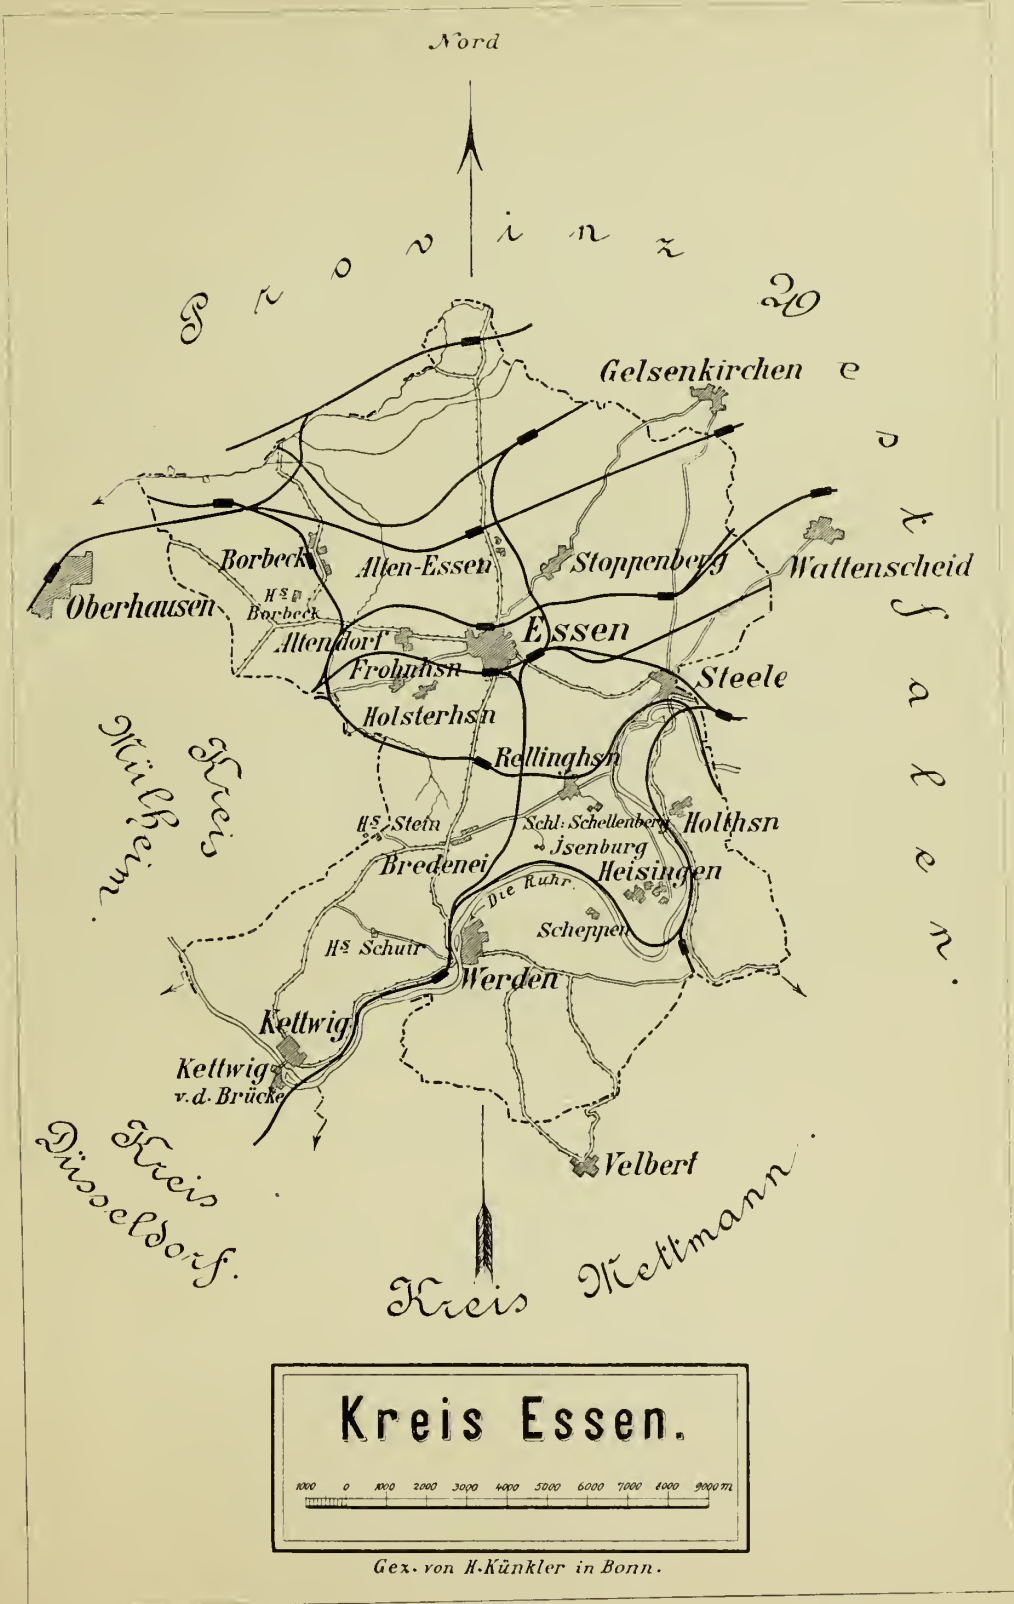 Nord
Provinz Westfalen.
Gelsenkirchen
Borbeck
Alten-Essen
Stoppenberg
Wattenscheid
Oberhausen
Hs
Borbeck
Altendorf
Essen
Frohnhsn
Steele
Holsterhsn
Kreis
Mülheim.
Rellinghsn
Hs Stein
Schl: Schellenberg
Holthsn
Jsenburg
Bredenei
Heisingen
Die Ruhr.
Scheppen
Hs Schuir
Werden
Kettwig
Kettwig
v. d. Brücke
Kreis
Düsseldorf.
Velbert
Kreis Mettmann.
Kreis Essen.
1000 0 1000 2000 3000 4000 5000 6000 7000 8000 9000 m
Gez. von H. Künkler in Bonn.